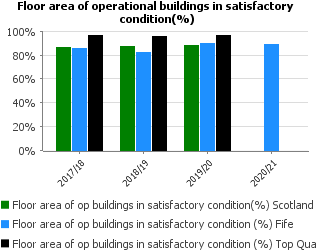 Floor area of operational buildings in satisfactory
condition(%)
100%
80%
60%
40%
20%
0%
2017/18
2018/19
2019/20
2020/21
Floor area of op buildings in satisfactory condition(%) Scotland
Floor area of op buildings in satisfactory condition (%) Fife
Floor area of op buildings in satisfactory condition (%) Top Qua